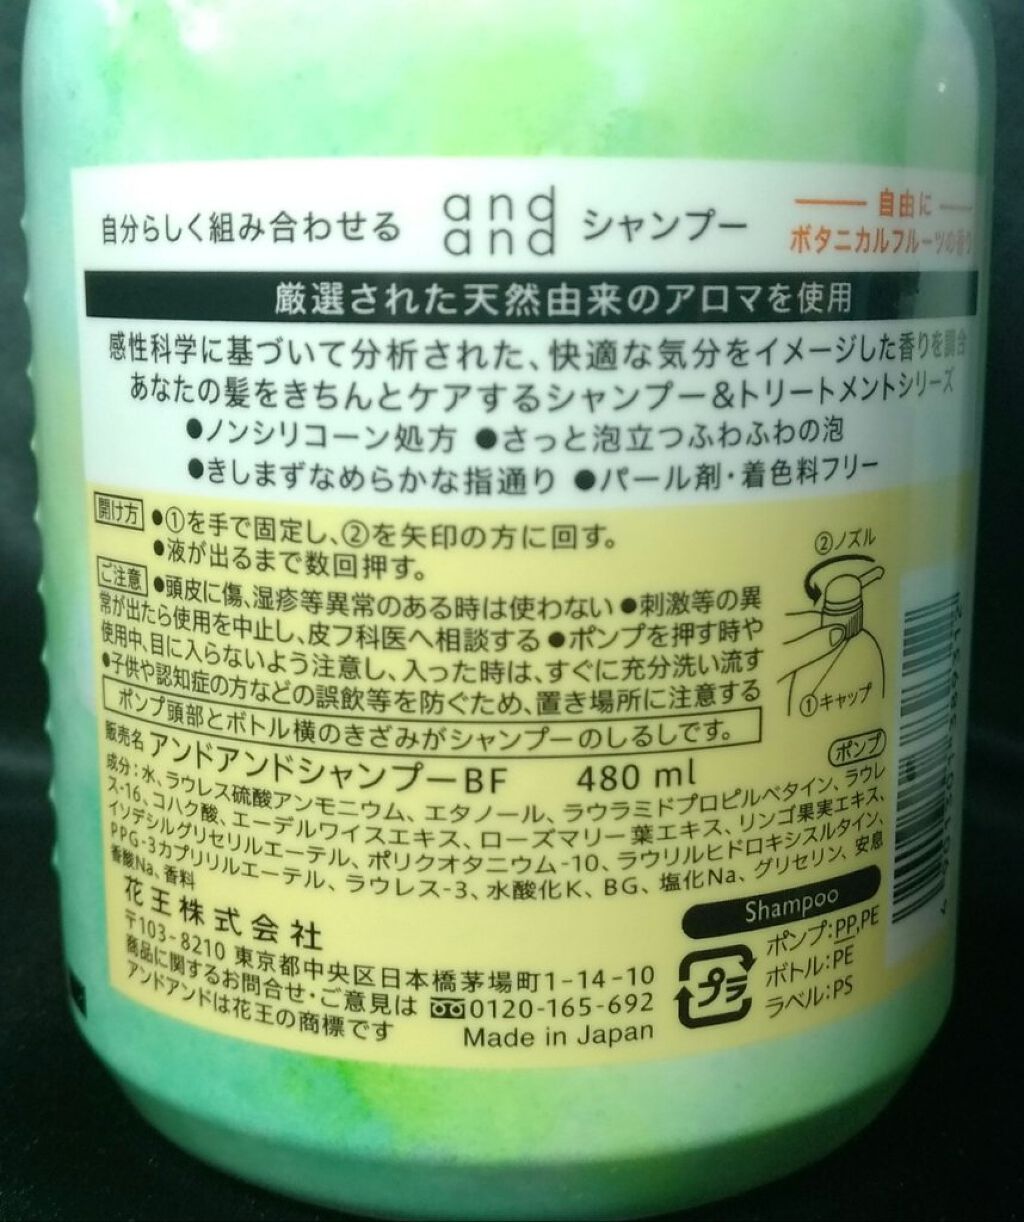 自分らしく組み合わせる and and シャンプー
自由に
ボタニカルフルーツの香り
厳選された天然由来のアロマを使用
感性科学に基づいて分析された、快適な気分をイメージした香りを調合
あなたの髪をきちんとケアするシャンプー&トリートメントシリーズ
●ノンシリコーン処方 ●さっと泡立つふわふわの泡
●きしまずなめらかな指通り ●パール剤・着色料フリー
開け方 ●①を手で固定し、②を矢印の方に回す。
●液が出るまで数回押す。
ご注意 ●頭皮に傷、湿疹等異常のある時は使わない ●刺激等の異
常が出たら使用を中止し、皮フ科医へ相談する ●ポンプを押す時や
使用中、目に入らないよう注意し、入った時は、すぐに充分洗い流す
●子供や認知症の方などの誤飲等を防ぐため、置き場所に注意する
②ノズル
①キャップ
ポンプ頭部とボトル横のきざみがシャンプーのしるしです。
販売名 アンドアンドシャンプーBF 480 ml
ポンプ
成分:水、ラウレス硫酸アンモニウム、エタノール、ラウラミドプロピルベタイン、ラウレ
ス-16、コハク酸、エーデルワイスエキス、ローズマリー葉エキス、リンゴ果実エキス、
イソデシルグリセリルエーテル、ポリクオタニウム-10、ラウリルヒドロキシスルタイン、
PPG-3カプリリルエーテル、ラウレス-3、水酸化K、BG、塩化Na、グリセリン、安息
香酸Na、香料
花王株式会社
〒103-8210 東京都中央区日本橋茅場町1-14-10
商品に関するお問合せ・ご意見は 0120-165-692
アンドアンドは花王の商標です Made in Japan
Shampoo
プラ
ポンプ:PP,PE
ボトル:PE
ラベル:PS